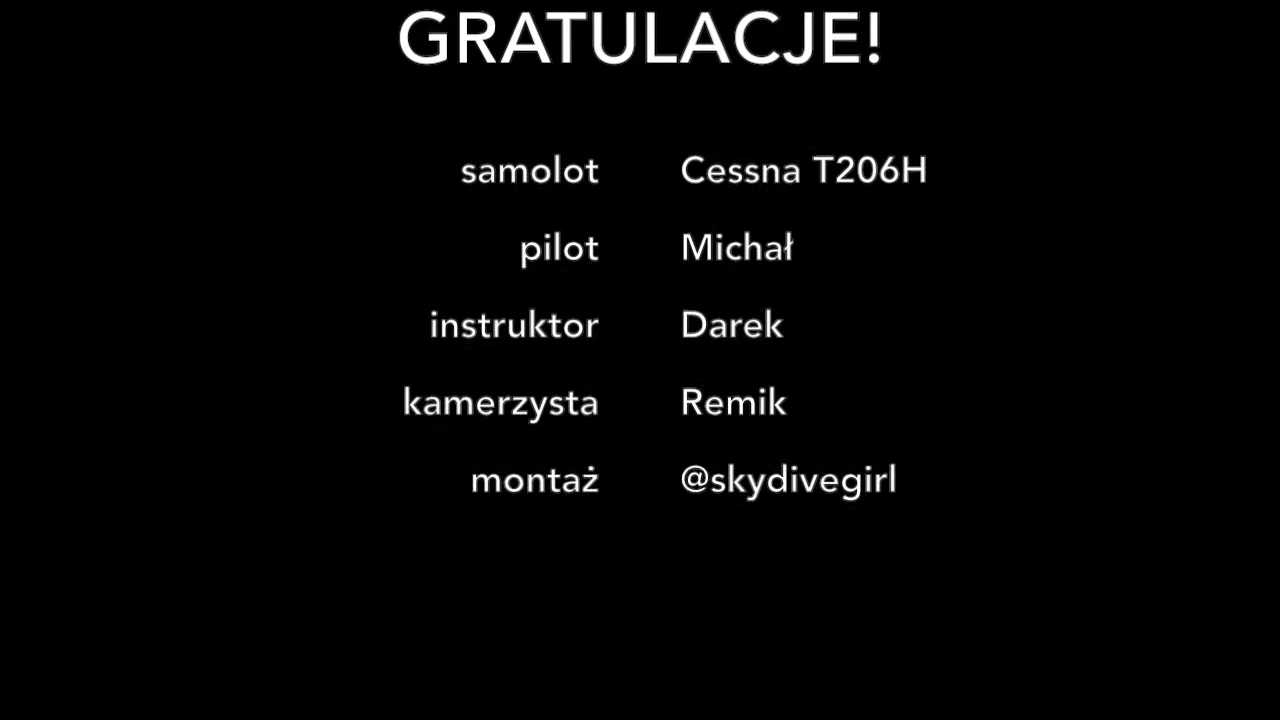 GRATULACJE!
samolot Cessna T206H
pilot Michał
instruktor Darek
kamerzysta Remik
montaż @skydivegirl